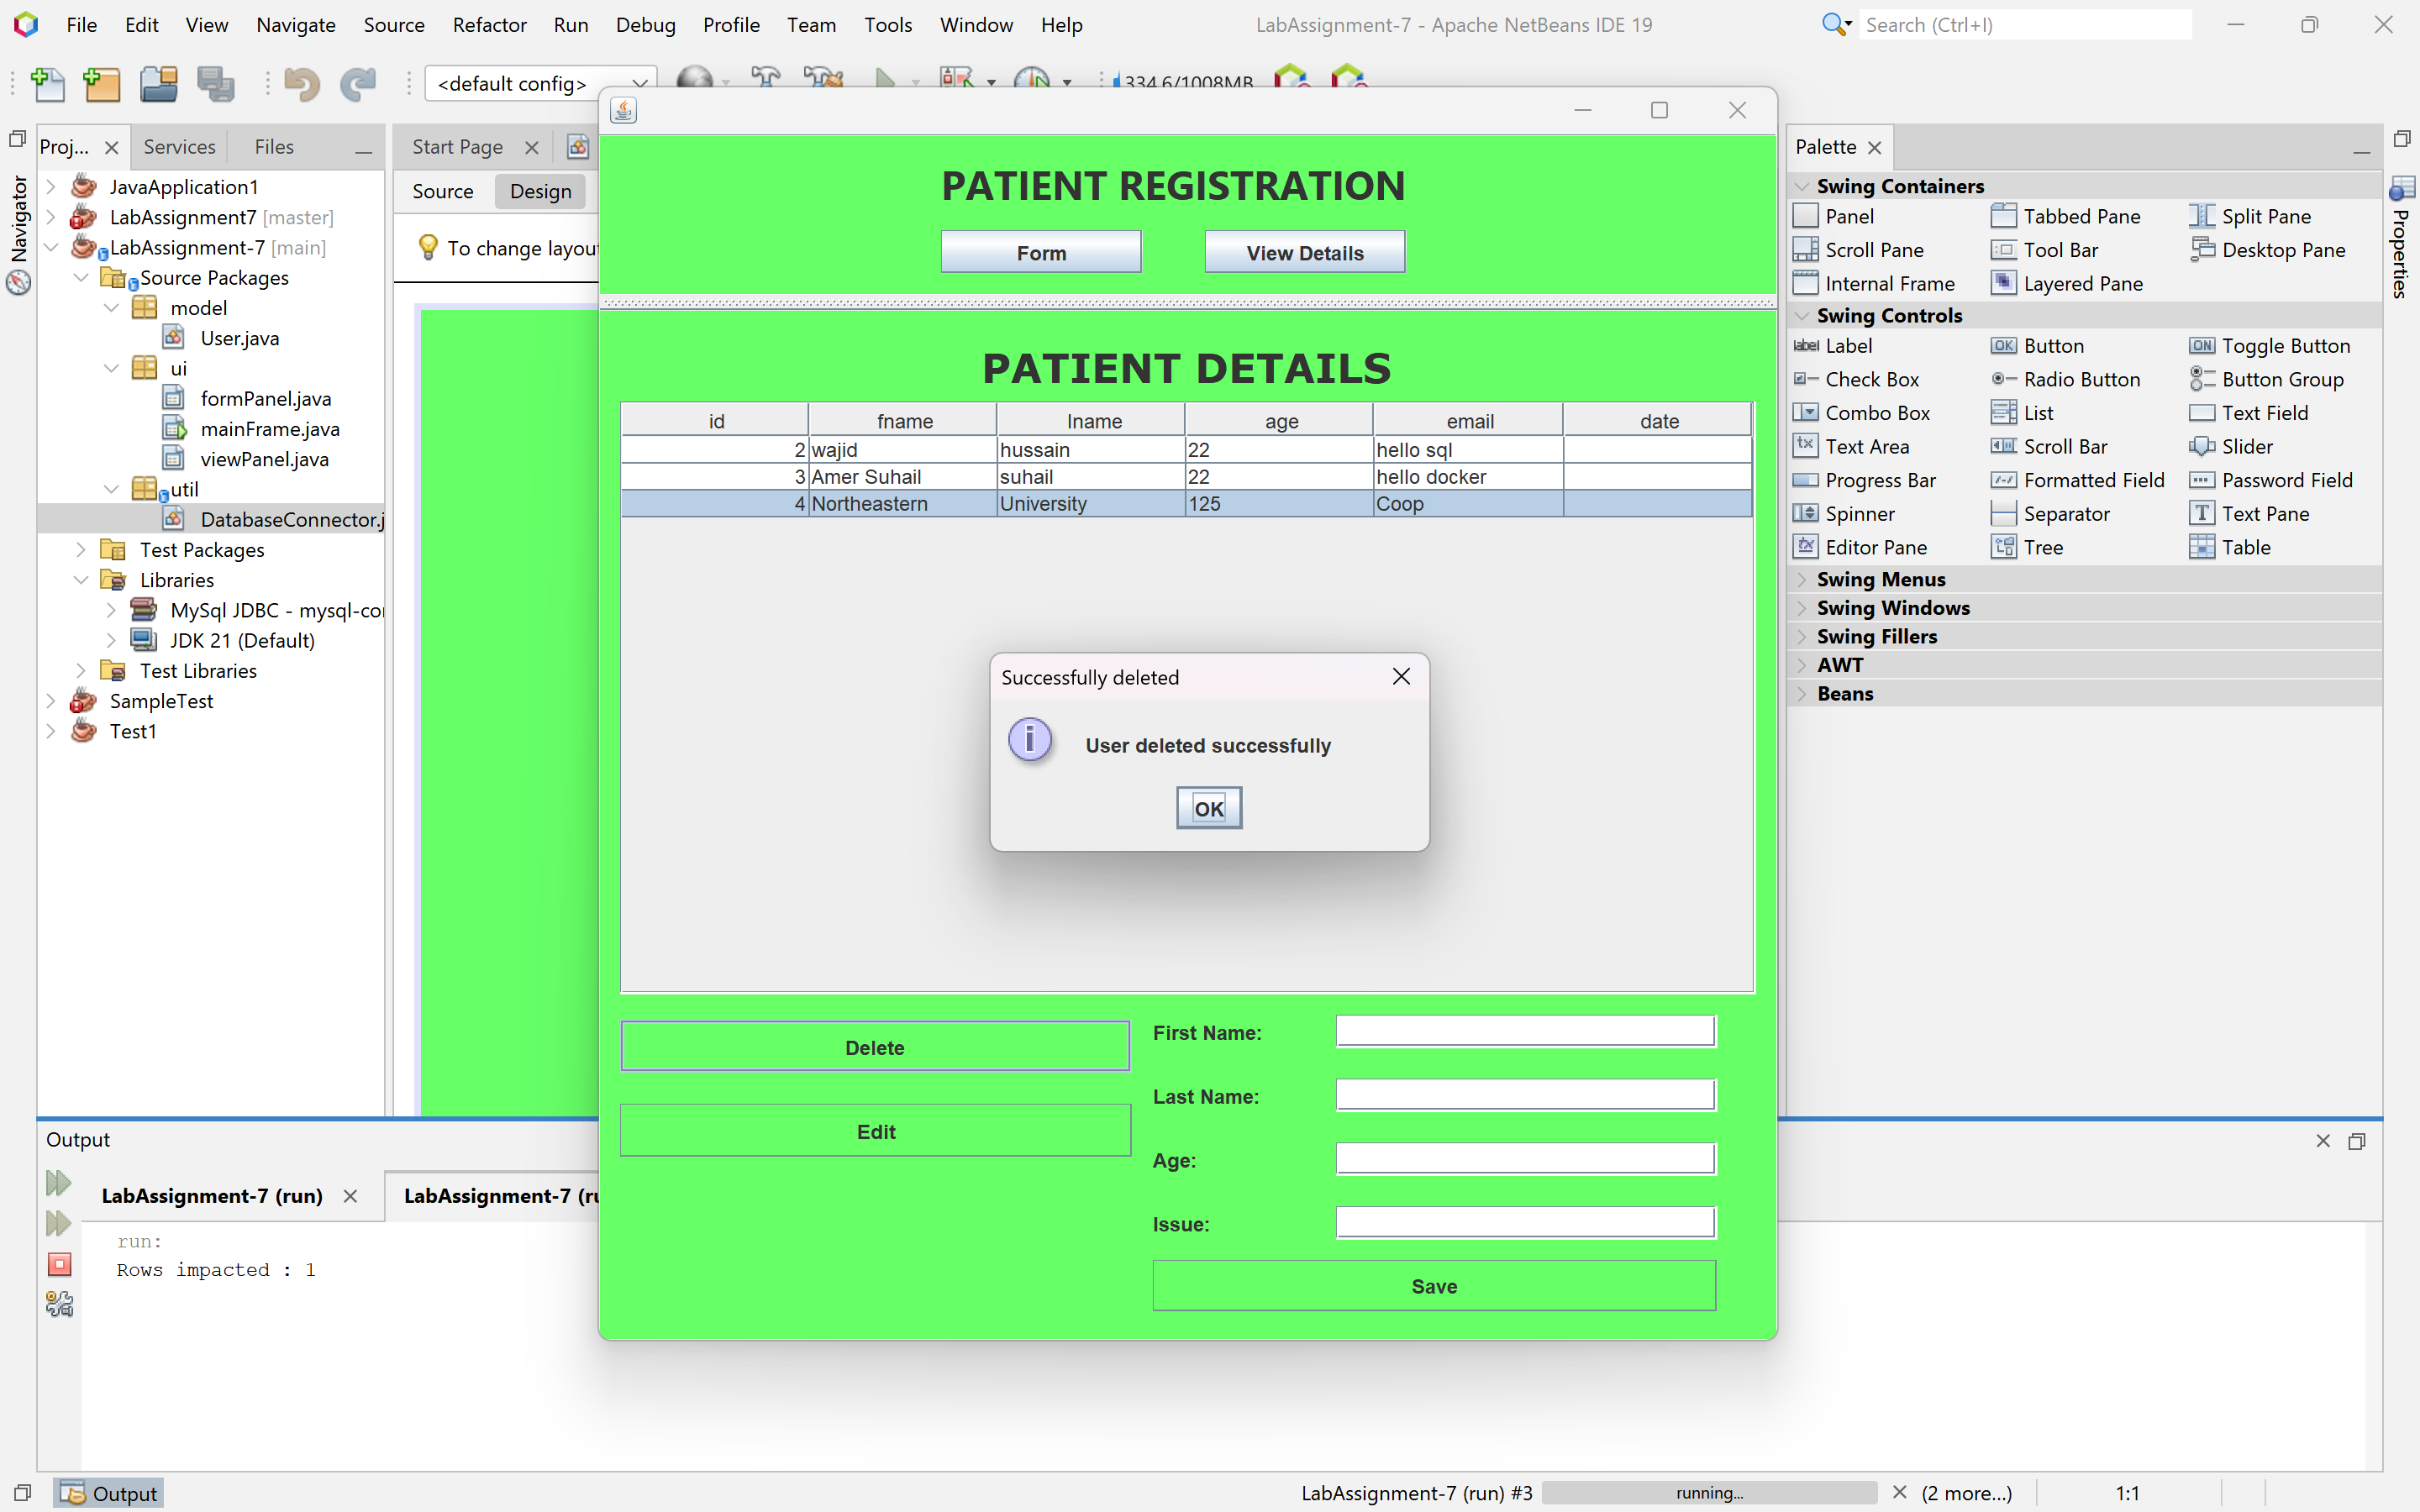 File Edit View Navigate Source Refactor Run Debug Profile Team Tools Window Help LabAssignment-7 - Apache NetBeans IDE 19 Search (Ctrl+I)
<default config> 334.6/1008MB
Proj... Services Files
Start Page
Source Design
To change layou
Navigator
JavaApplication1
LabAssignment7 [master]
LabAssignment-7 [main]
Source Packages
model
User.java
ui
formPanel.java
mainFrame.java
viewPanel.java
util
DatabaseConnector.j
Test Packages
Libraries
MySql JDBC - mysql-co
JDK 21 (Default)
Test Libraries
SampleTest
Test1
PATIENT REGISTRATION
Form View Details
PATIENT DETAILS
id fname lname age email date
2 wajid hussain 22 hello sql
3 Amer Suhail suhail 22 hello docker
4 Northeastern University 125 Coop
Successfully deleted
i
User deleted successfully
OK
Delete
Edit
First Name:
Last Name:
Age:
Issue:
Save
Palette
Swing Containers
Panel Tabbed Pane Split Pane
Scroll Pane Tool Bar Desktop Pane
Internal Frame Layered Pane
Swing Controls
label Label OK Button ON Toggle Button
Check Box Radio Button Button Group
Combo Box List Text Field
Text Area Scroll Bar Slider
Progress Bar Formatted Field Password Field
Spinner Separator Text Pane
Editor Pane Tree Table
Swing Menus
Swing Windows
Swing Fillers
AWT
Beans
Properties
Output
LabAssignment-7 (run) LabAssignment-7 (ru
run:
Rows impacted : 1
Output
LabAssignment-7 (run) #3 running... (2 more...) 1:1